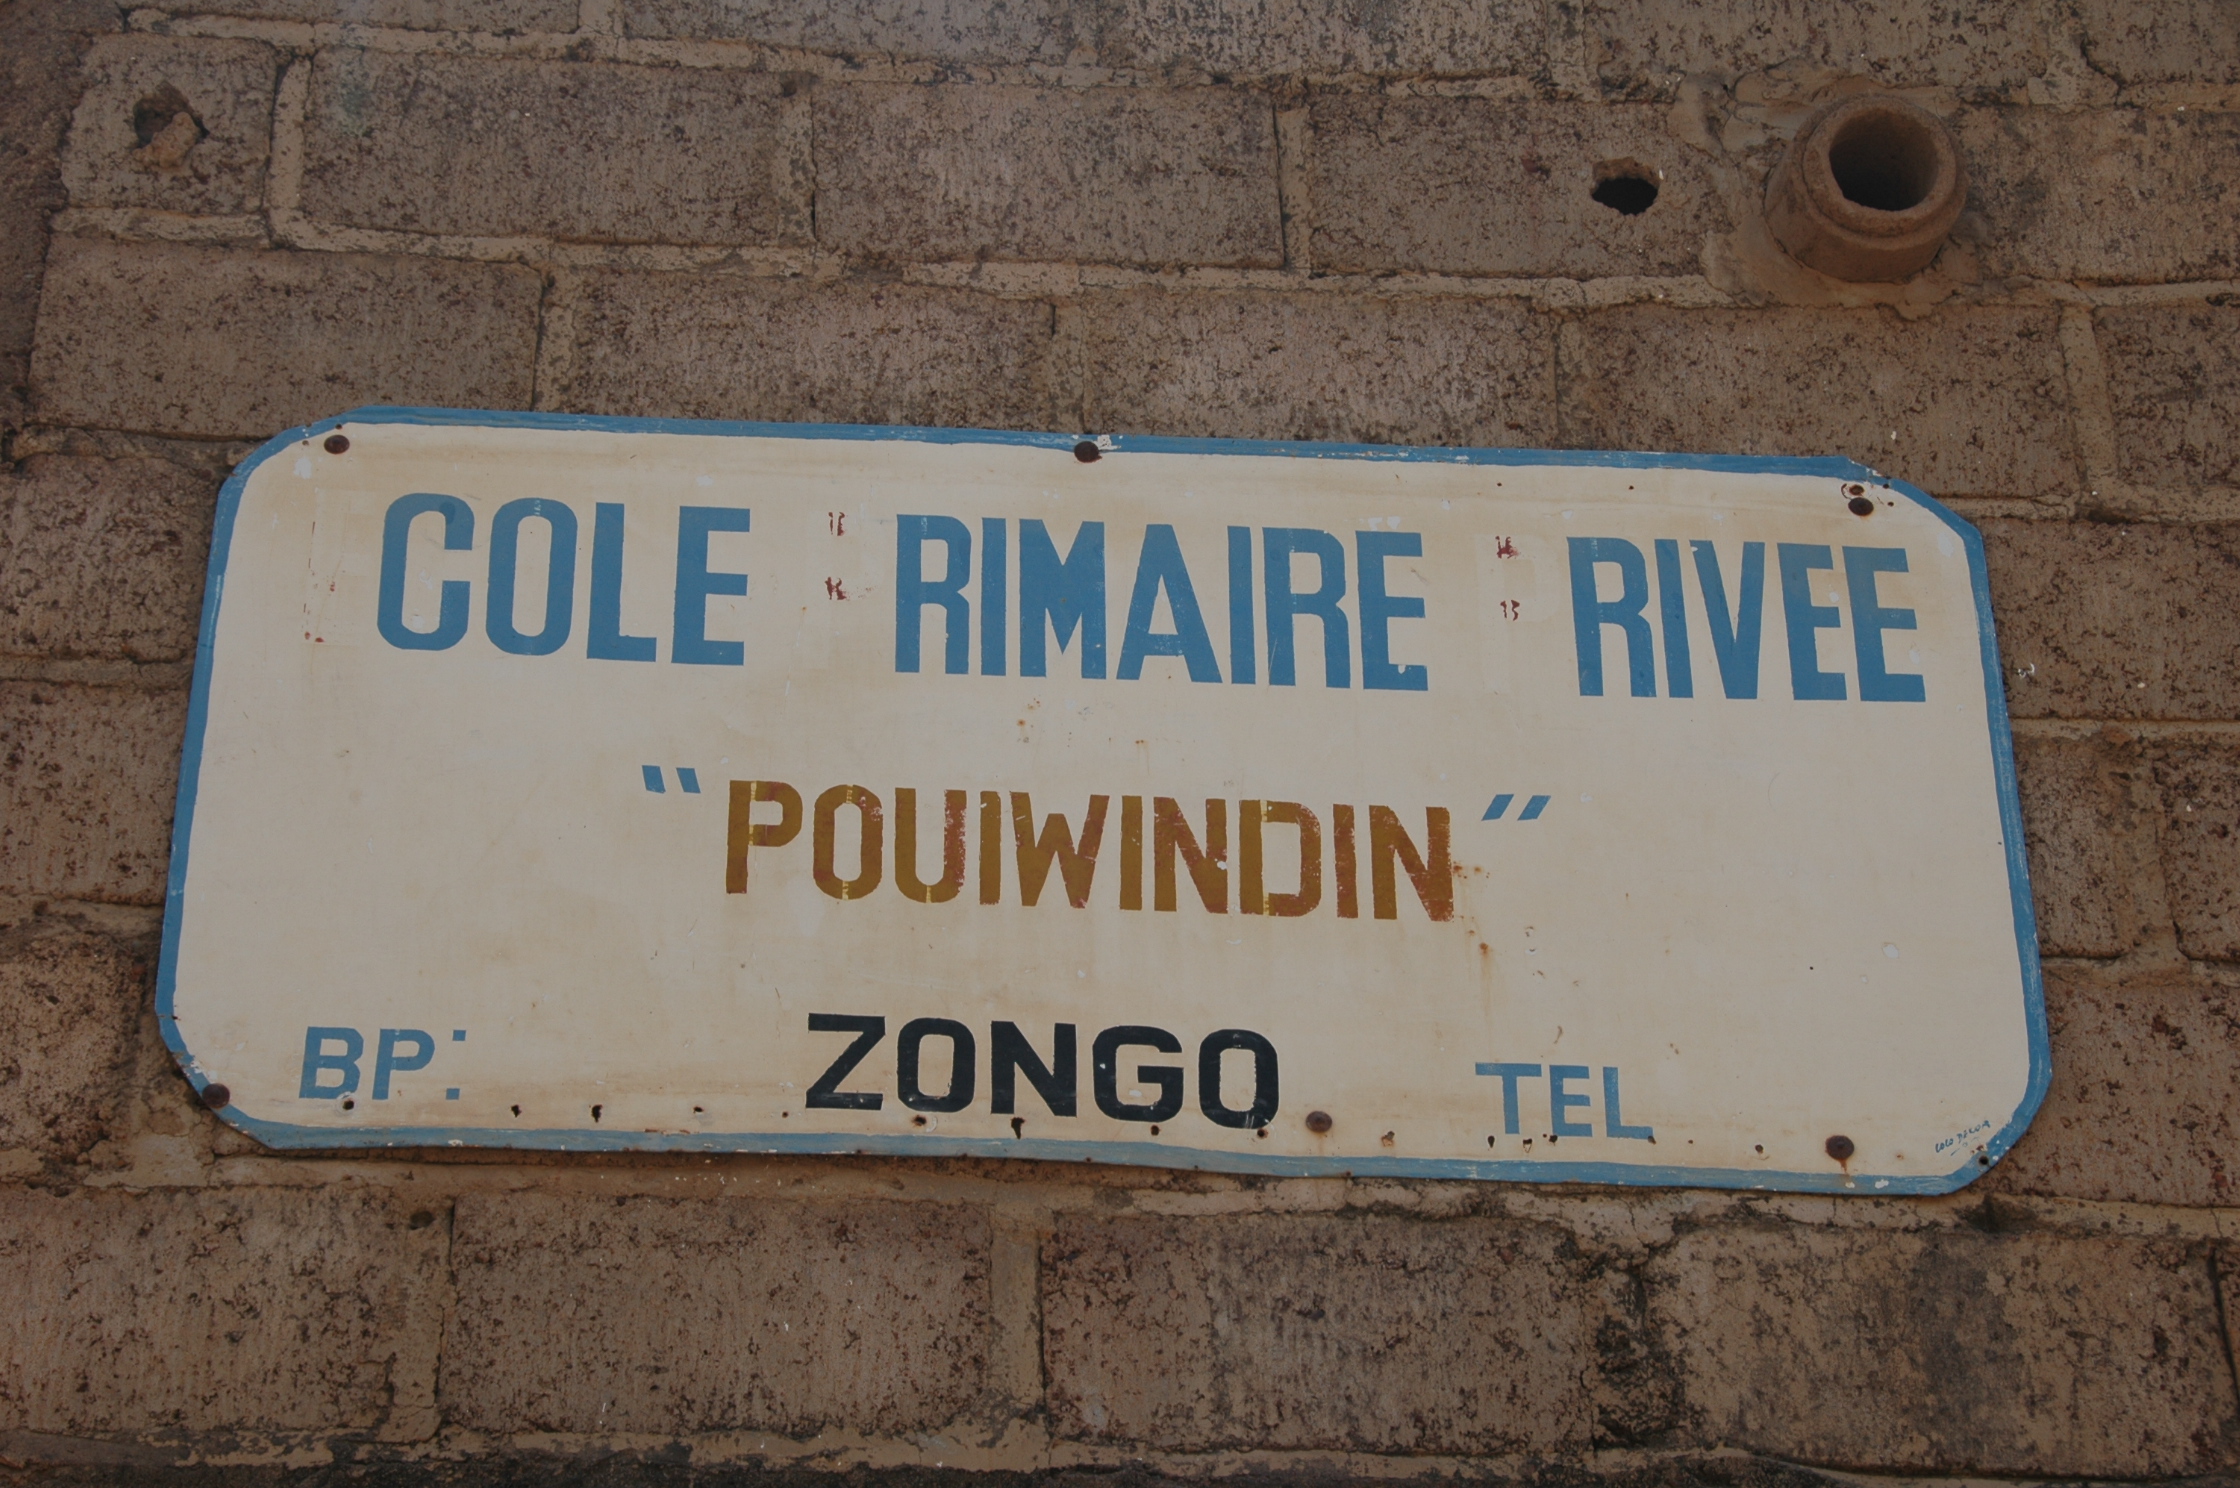 COLE RIMAIRE RIVEE
"POUIWINDIN"
BP: ZONGO TEL